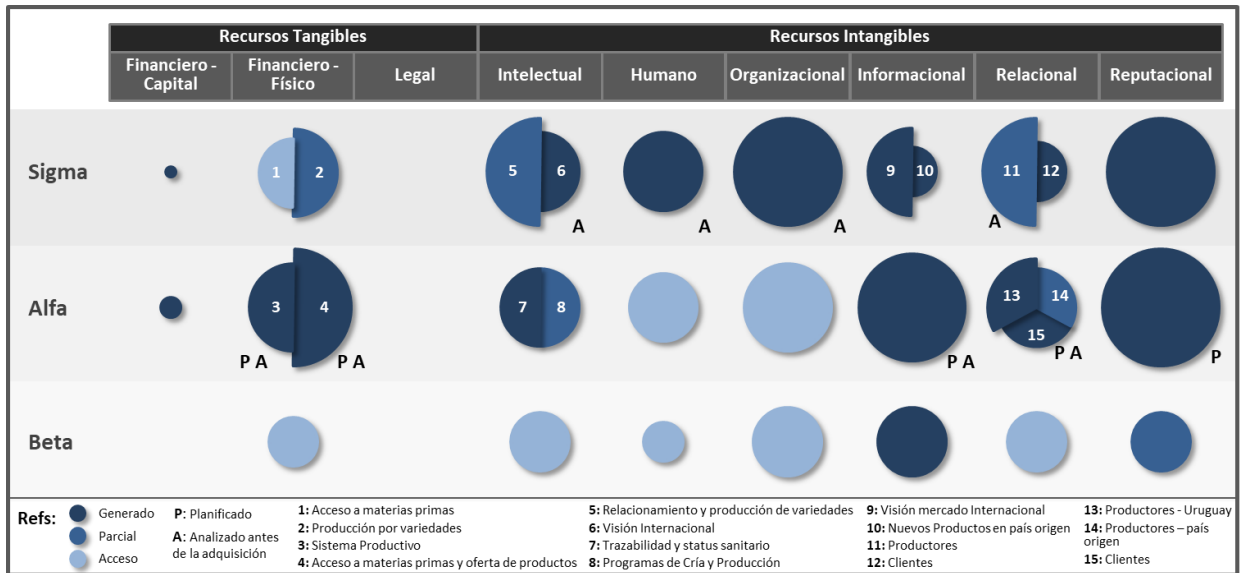 Recursos Tangibles
Recursos Intangibles
Financiero - Capital
Financiero - Físico
Legal
Intelectual
Humano
Organizacional
Informacional
Relacional
Reputacional
Sigma
1
2
5
6
A
A
A
9
10
11
12
A
Alfa
3
4
P A
P A
7
8
P A
13
14
15
P A
P
Beta
Refs:
Generado
Parcial
Acceso
P: Planificado
A: Analizado antes
de la adquisición
1: Acceso a materias primas
2: Producción por variedades
3: Sistema Productivo
4: Acceso a materias primas y oferta de productos
5: Relacionamiento y producción de variedades
6: Visión Internacional
7: Trazabilidad y status sanitario
8: Programas de Cría y Producción
9: Visión mercado Internacional
10: Nuevos Productos en país origen
11: Productores
12: Clientes
13: Productores - Uruguay
14: Productores – país
origen
15: Clientes